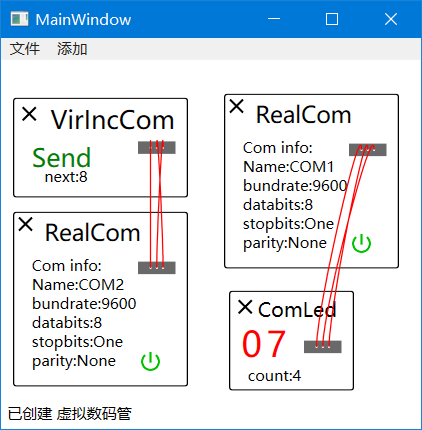 MainWindow
文件 添加
VirIncCom
Send
next:8
RealCom
Com info:
Name:COM1
bundrate:9600
databits:8
stopbits:One
parity:None
RealCom
Com info:
Name:COM2
bundrate:9600
databits:8
stopbits:One
parity:None
ComLed
07
count:4
已创建 虚拟数码管